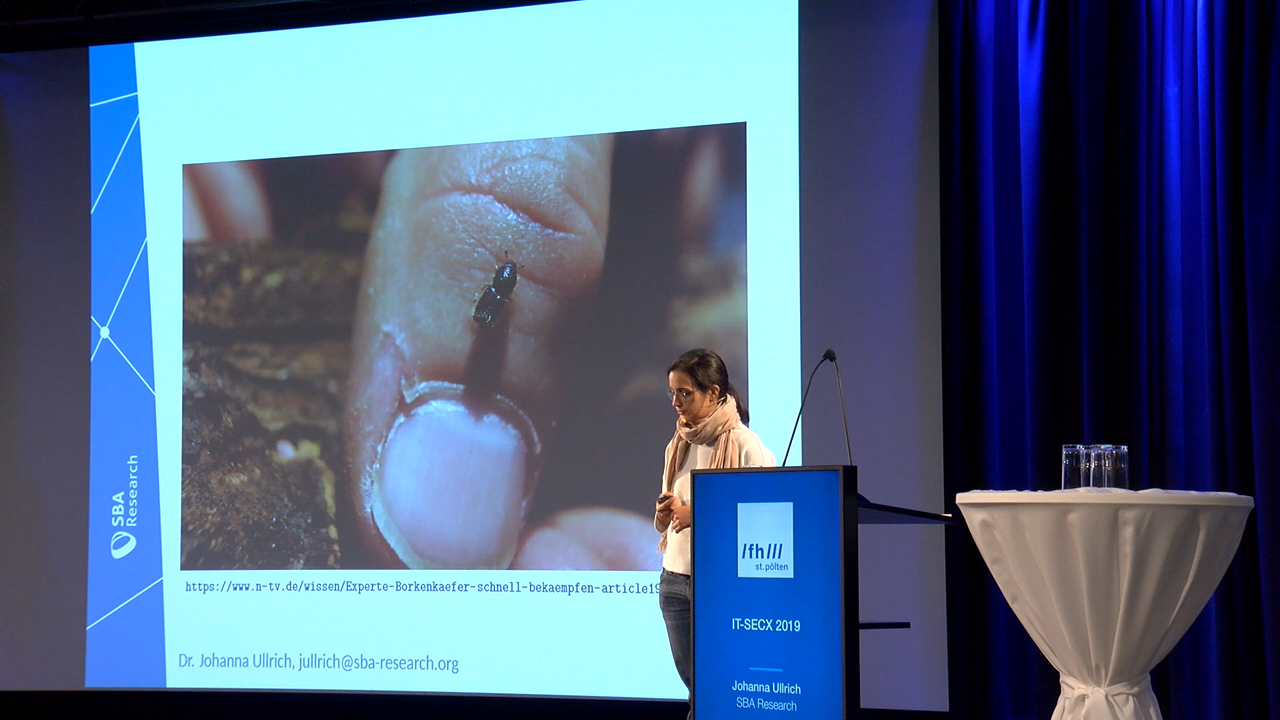 SBA
Research
https://www.n-tv.de/wissen/Experte-Borkenkaefer-schnell-bekaempfen-article19
Dr. Johanna Ullrich, jullrich@sba-research.org
/fh///
st.pölten
IT-SECX 2019
Johanna Ullrich
SBA Research